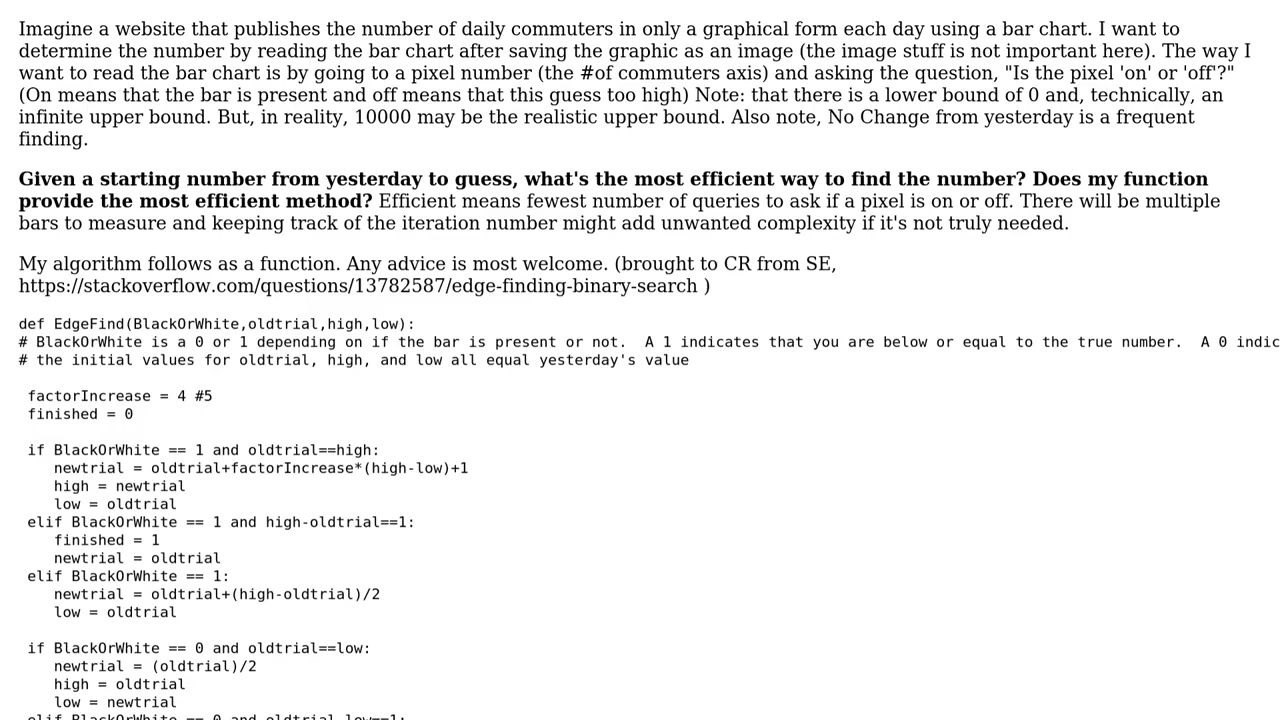 Imagine a website that publishes the number of daily commuters in only a graphical form each day using a bar chart. I want to
determine the number by reading the bar chart after saving the graphic as an image (the image stuff is not important here). The way I
want to read the bar chart is by going to a pixel number (the #of commuters axis) and asking the question, "Is the pixel 'on' or 'off'?"
(On means that the bar is present and off means that this guess too high) Note: that there is a lower bound of 0 and, technically, an
infinite upper bound. But, in reality, 10000 may be the realistic upper bound. Also note, No Change from yesterday is a frequent
finding.
Given a starting number from yesterday to guess, what's the most efficient way to find the number? Does my function
provide the most efficient method? Efficient means fewest number of queries to ask if a pixel is on or off. There will be multiple
bars to measure and keeping track of the iteration number might add unwanted complexity if it's not truly needed.
My algorithm follows as a function. Any advice is most welcome. (brought to CR from SE,
https://stackoverflow.com/questions/13782587/edge-finding-binary-search )
def EdgeFind(BlackOrWhite,oldtrial,high,low):
# BlackOrWhite is a 0 or 1 depending on if the bar is present or not.  A 1 indicates that you are below or equal to the true number.  A 0 indic
# the initial values for oldtrial, high, and low all equal yesterday's value
factorIncrease = 4 #5
finished = 0
if BlackOrWhite == 1 and oldtrial==high:
newtrial = oldtrial+factorIncrease*(high-low)+1
high = newtrial
low = oldtrial
elif BlackOrWhite == 1 and high-oldtrial==1:
finished = 1
newtrial = oldtrial
elif BlackOrWhite == 1:
newtrial = oldtrial+(high-oldtrial)/2
low = oldtrial
if BlackOrWhite == 0 and oldtrial==low:
newtrial = (oldtrial)/2
high = oldtrial
low = newtrial
elif BlackOrWhite == 0 and oldtrial-low==1: